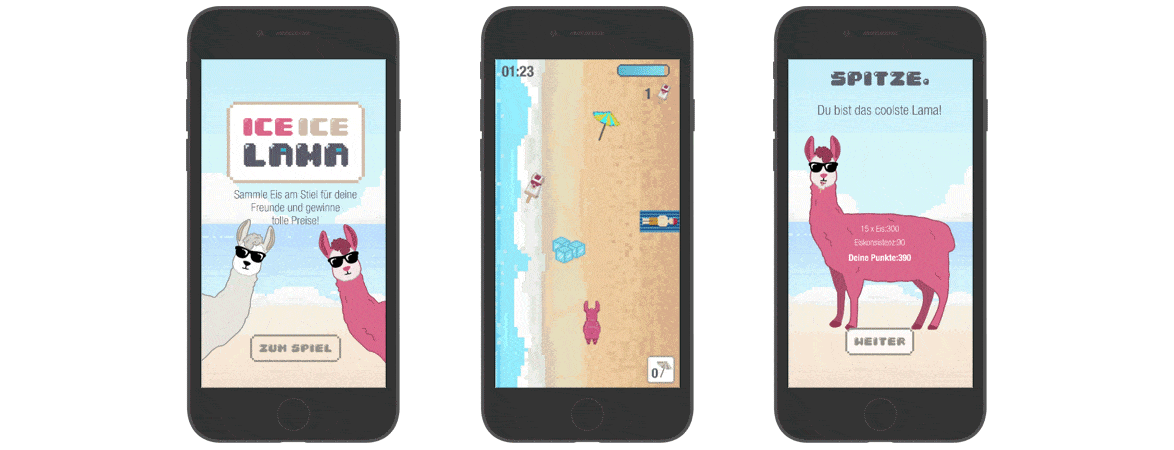 ICE ICE
LAMA
Sammle Eis am Stiel für deine
Freunde und gewinne
tolle Preise!
ZUM SPIEL
01:23
1
0/
SPITZE.
Du bist das coolste Lama!
15 x Eis:300
Eiskonsistenz:90
Deine Punkte:390
WEITER